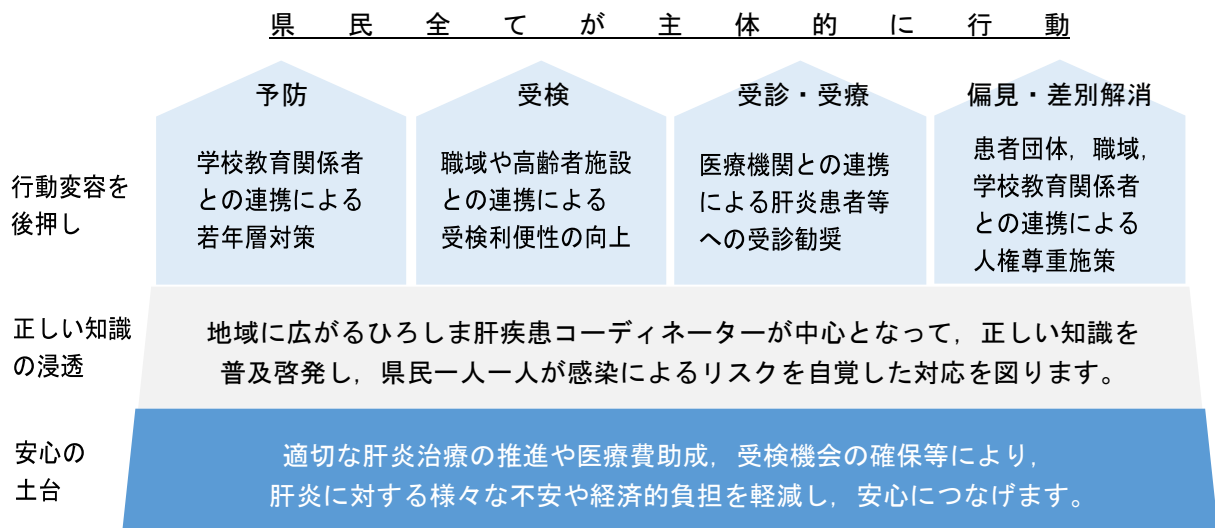 県民全てが主体的に行動
予防
受検
受診・受療
偏見・差別解消
行動変容を
後押し
学校教育関係者
との連携による
若年層対策
職域や高齢者施設
との連携による
受検利便性の向上
医療機関との連携
による肝炎患者等
への受診勧奨
患者団体，職域，
学校教育関係者
との連携による
人権尊重施策
正しい知識
の浸透
地域に広がるひろしま肝疾患コーディネーターが中心となって，正しい知識を
普及啓発し，県民一人一人が感染によるリスクを自覚した対応を図ります。
安心の
土台
適切な肝炎治療の推進や医療費助成，受検機会の確保等により，
肝炎に対する様々な不安や経済的負担を軽減し，安心につなげます。